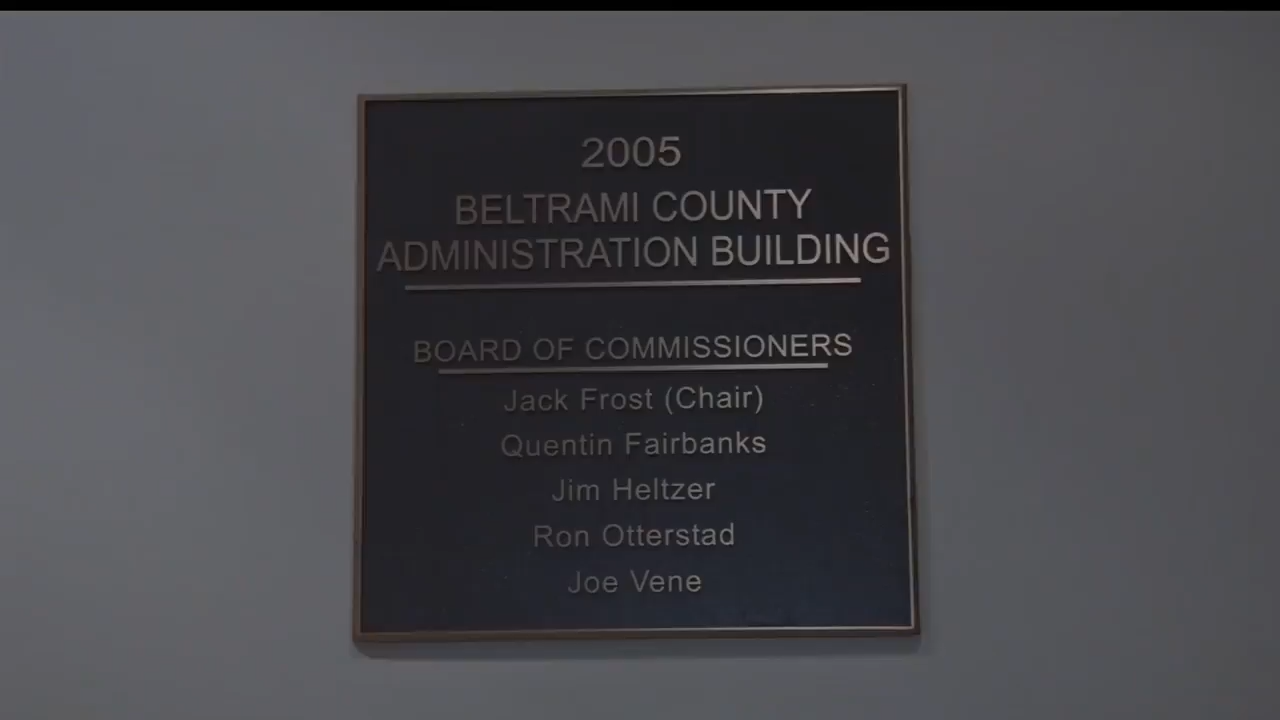 2005
BELTRAMI COUNTY
ADMINISTRATION BUILDING
BOARD OF COMMISSIONERS
Jack Frost (Chair)
Quentin Fairbanks
Jim Heltzer
Ron Otterstad
Joe Vene